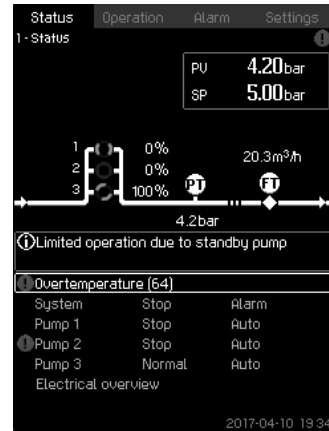 Status Operation Alarm Settings
1 - Status
PV 4.20bar
SP 5.00bar
1 0%
2 0% 20.3m³/h
3 100% PT FT
4.2bar
Limited operation due to standby pump
Overtemperature (64)
System Stop Alarm
Pump 1 Stop Auto
Pump 2 Stop Auto
Pump 3 Normal Auto
Electrical overview
2017-04-10 19:34